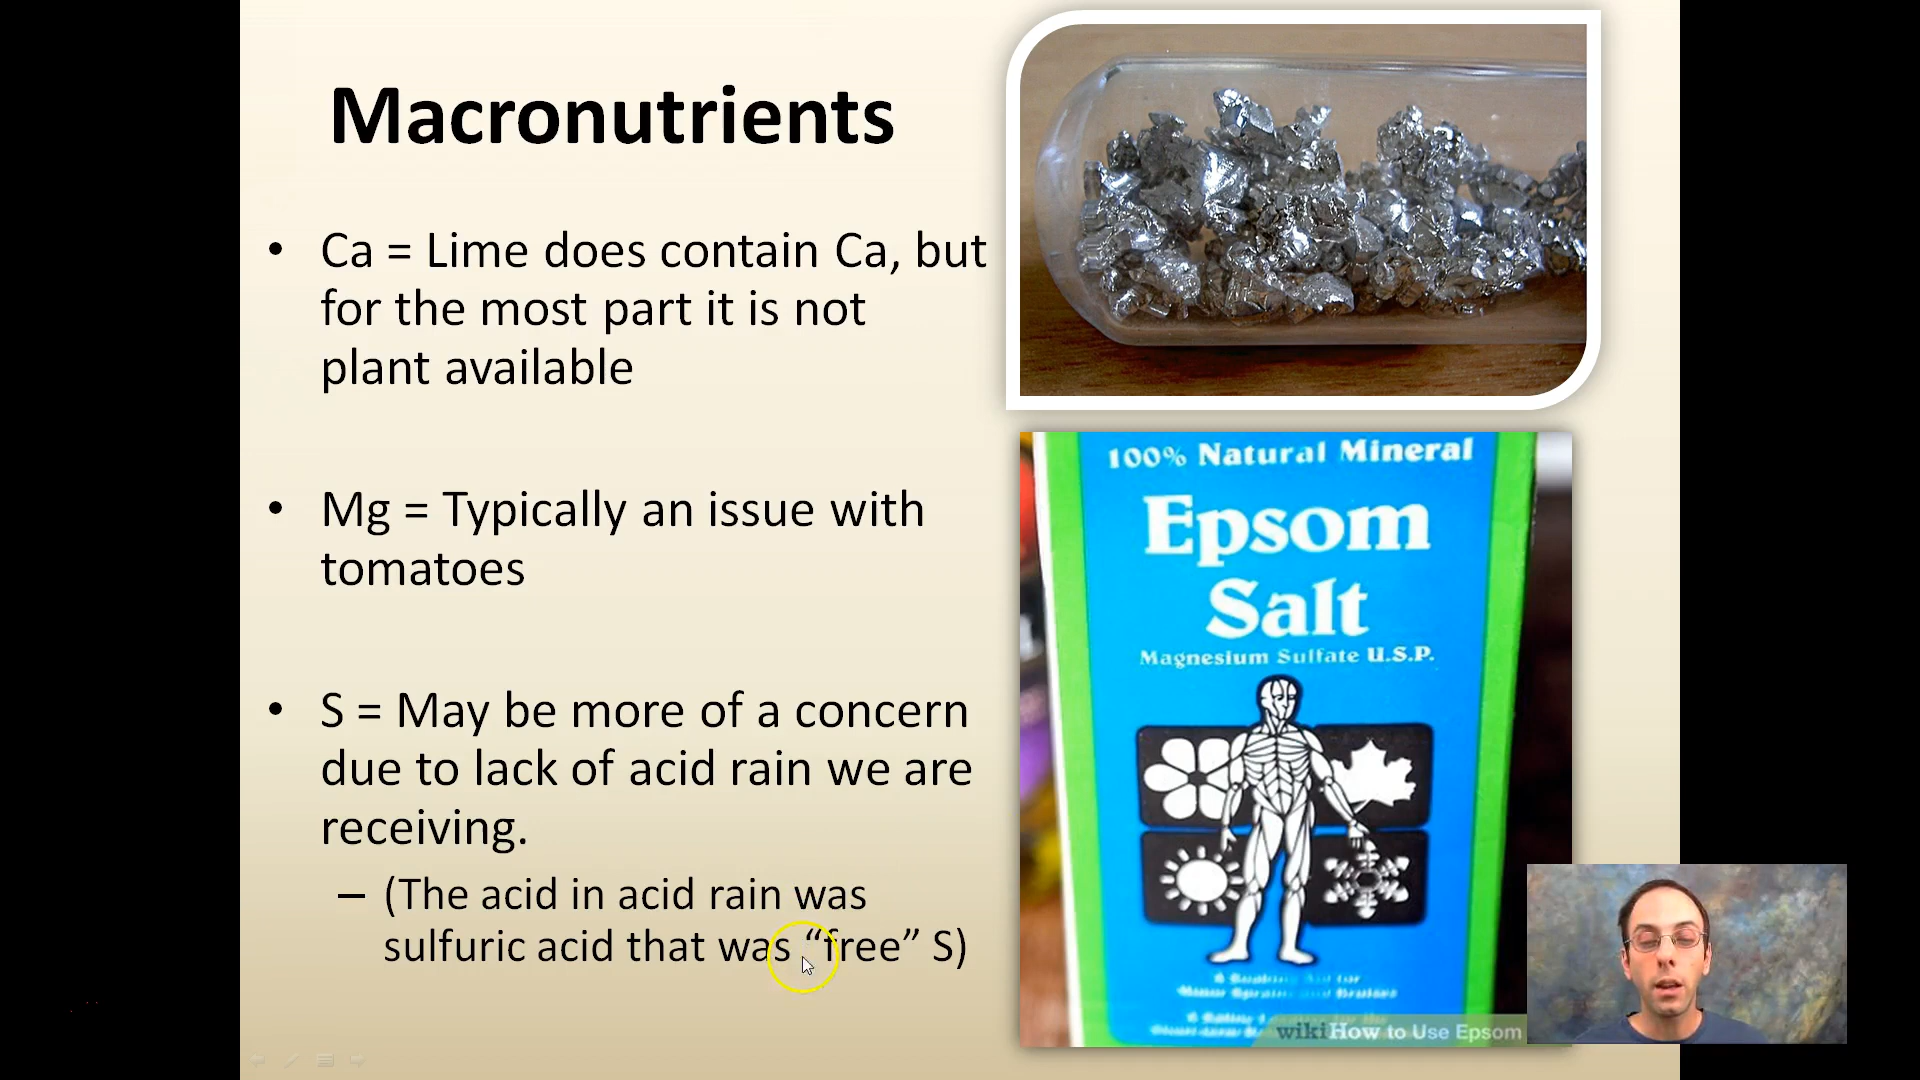 Macronutrients
• Ca = Lime does contain Ca, but
for the most part it is not
plant available
• Mg = Typically an issue with
tomatoes
• S = May be more of a concern
due to lack of acid rain we are
receiving.
– (The acid in acid rain was
sulfuric acid that was “free” S)
100% Natural Mineral
Epsom
Salt
Magnesium Sulfate U.S.P.
wikiHow to Use Epsom